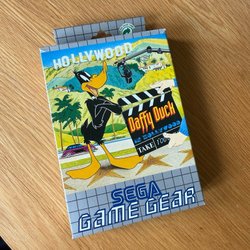 HOLLYWOOD
Daffy Duck
IN HOLLYWOOD
TAKE
SEGA
GAME GEAR